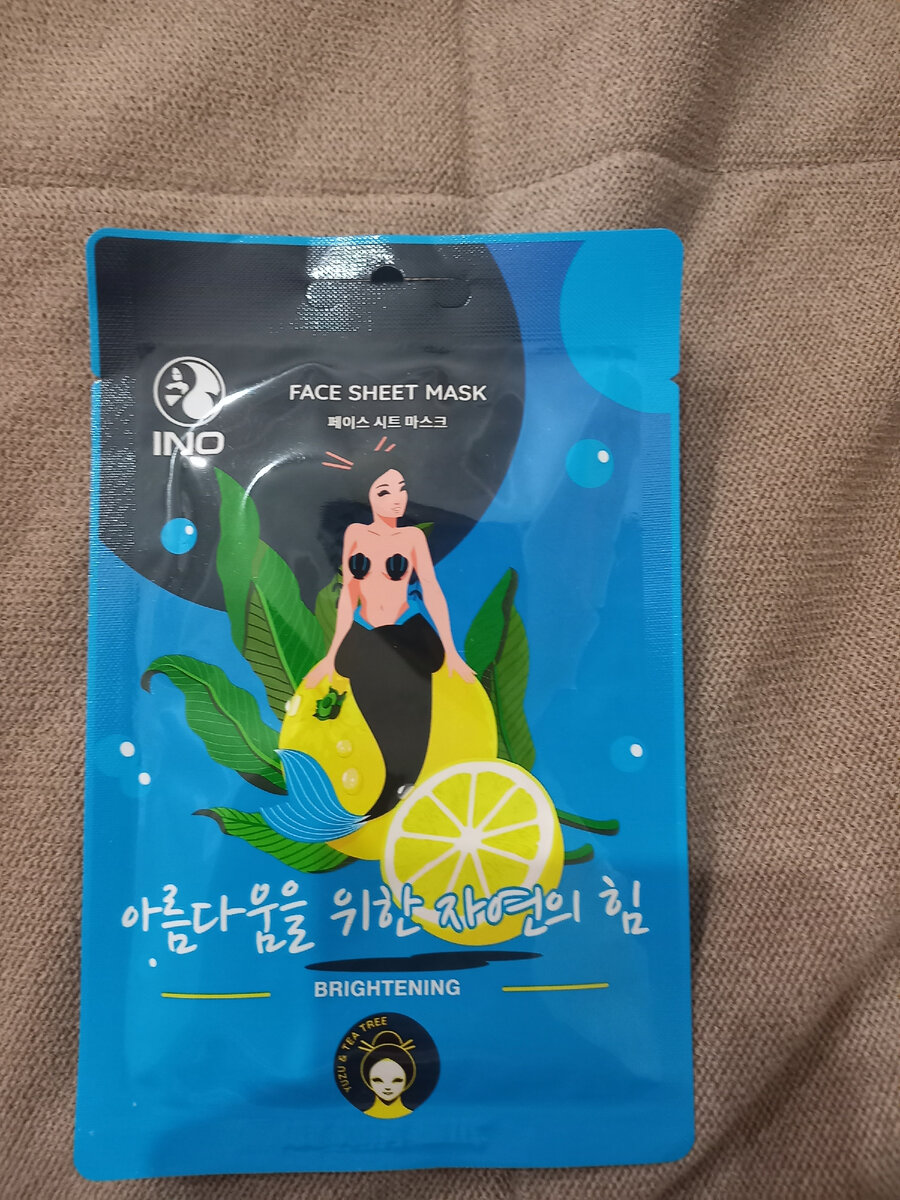 INO
FACE SHEET MASK
페이스 시트 마스크
아름다움을 위한 자연의 힘
BRIGHTENING
YUZU & TEA TREE